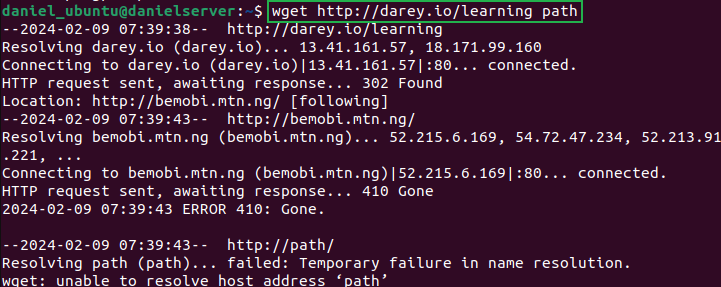 daniel_ubuntu@danielserver:~$ wget http://darey.io/learning path
--2024-02-09 07:39:38--  http://darey.io/learning
Resolving darey.io (darey.io)... 13.41.161.57, 18.171.99.160
Connecting to darey.io (darey.io)|13.41.161.57|:80... connected.
HTTP request sent, awaiting response... 302 Found
Location: http://bemobi.mtn.ng/ [following]
--2024-02-09 07:39:43--  http://bemobi.mtn.ng/
Resolving bemobi.mtn.ng (bemobi.mtn.ng)... 52.215.6.169, 54.72.47.234, 52.213.91
.221, ...
Connecting to bemobi.mtn.ng (bemobi.mtn.ng)|52.215.6.169|:80... connected.
HTTP request sent, awaiting response... 410 Gone
2024-02-09 07:39:43 ERROR 410: Gone.
--2024-02-09 07:39:43--  http://path/
Resolving path (path)... failed: Temporary failure in name resolution.
wget: unable to resolve host address ‘path’